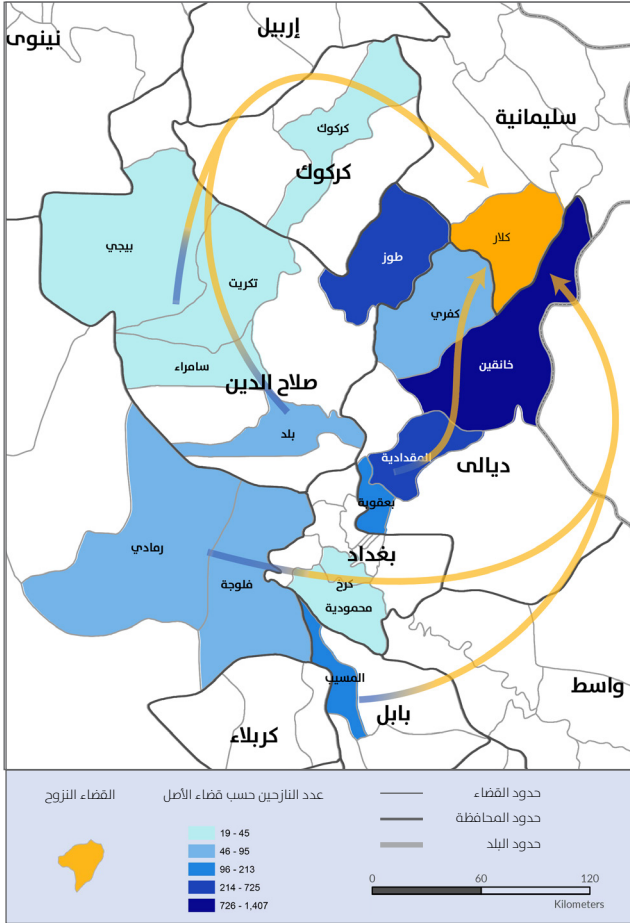 إربيل
نينوى
سليمانية
كركوك
كركوك
كلار
بيجي
طوز
تكريت
كفري
خانقين
سامراء
صلاح الدين
بلد
المقدادية
ديالى
بعقوبة
رمادي
بغداد
فلوجة
كرخ
محمودية
المسيب
واسط
بابل
كربلاء
القضاء النزوح
عدد النازحين حسب قضاء الأصل
19 - 45
46 - 95
96 - 213
214 - 725
726 - 1,407
حدود القضاء
حدود المحافظة
حدود البلد
0 60 120
Kilometers